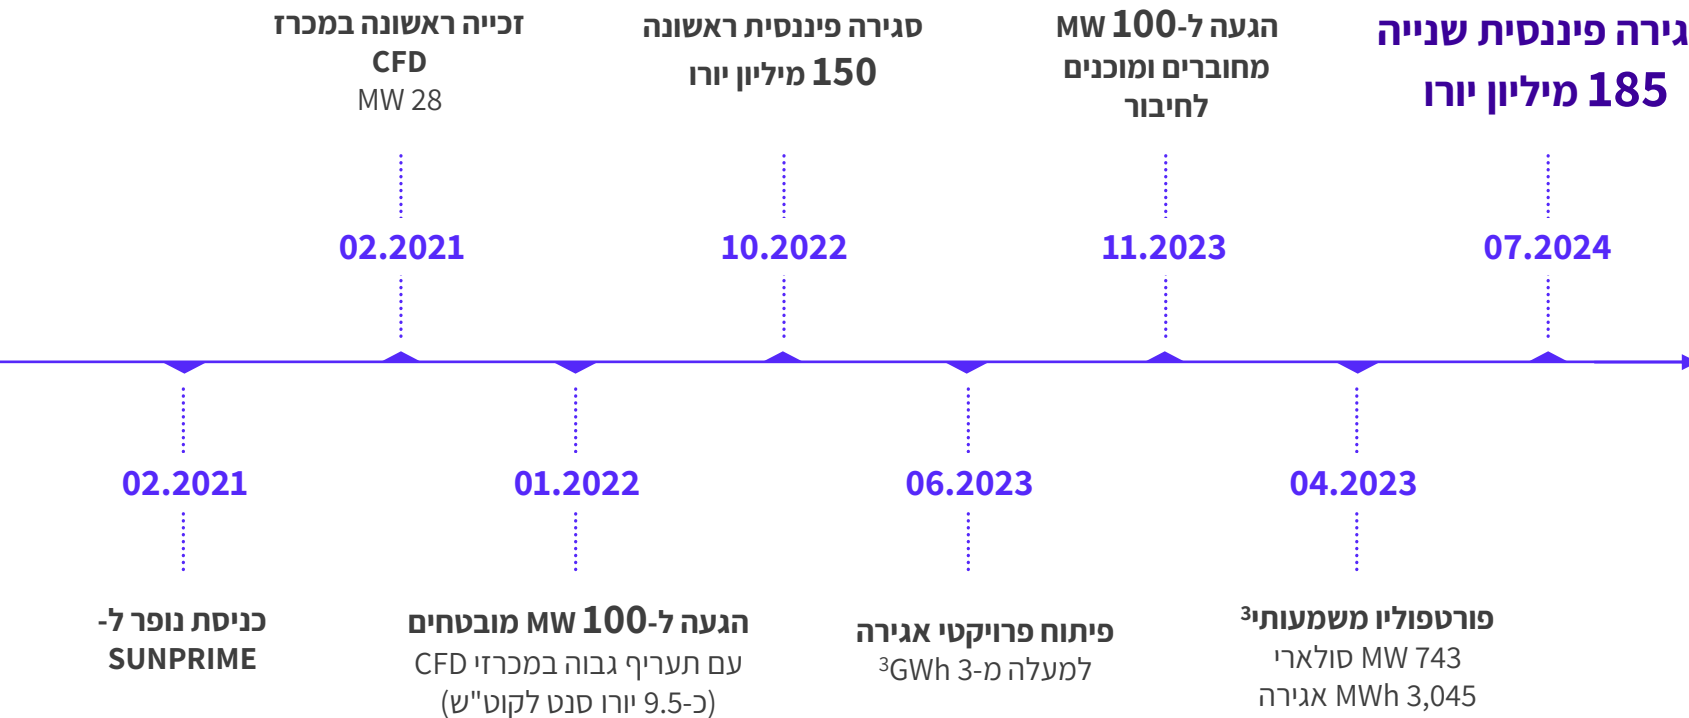 זכייה ראשונה במכרז
CFD
28 MW
02.2021
סגירה פיננסית ראשונה
150 מיליון יורו
10.2022
הגעה ל-100 MW
מחוברים ומוכנים
לחיבור
11.2023
גירה פיננסית שנייה
185 מיליון יורו
07.2024
02.2021
כניסת נופר ל-
SUNPRIME
01.2022
הגעה ל-100 MW מובטחים
עם תעריף גבוה במכרזי CFD
(כ-9.5 יורו סנט לקוט"ש)
06.2023
פיתוח פרויקטי אגירה
למעלה מ-3 GWh³
04.2023
פורטפוליו משמעותי³
743 MW סולארי
3,045 MWh אגירה